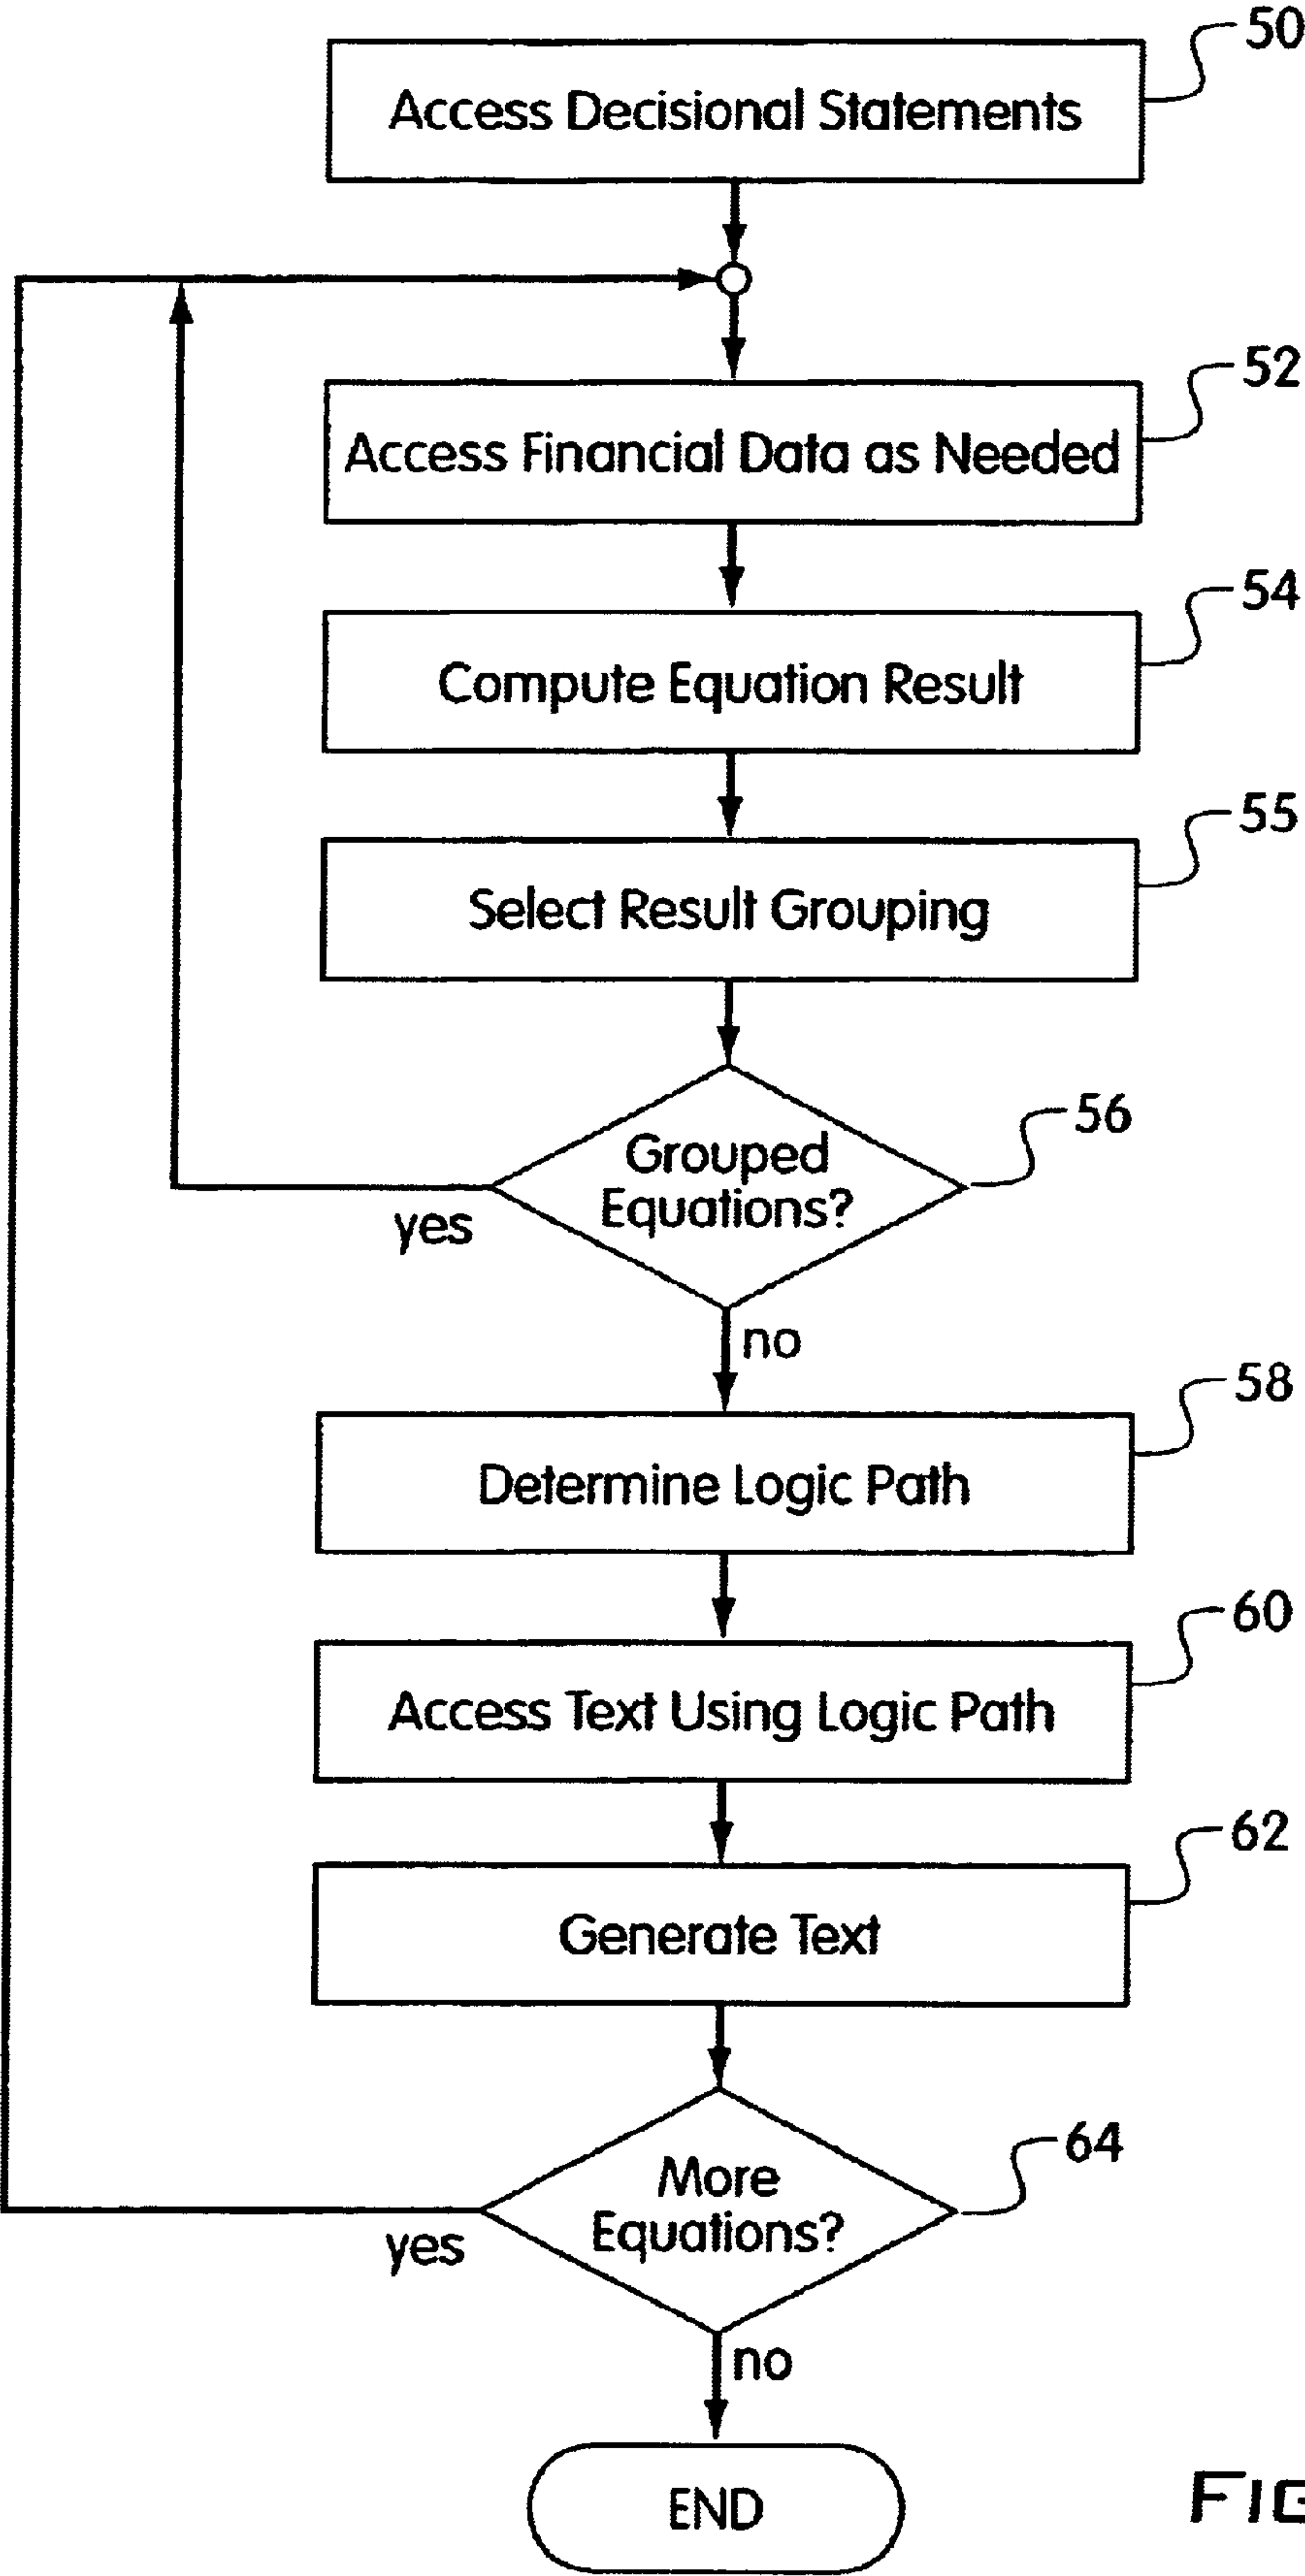 50
Access Decisional Statements
52
Access Financial Data as Needed
54
Compute Equation Result
55
Select Result Grouping
56
Grouped
Equations?
yes
no
58
Determine Logic Path
60
Access Text Using Logic Path
62
Generate Text
64
More
Equations?
yes
no
END